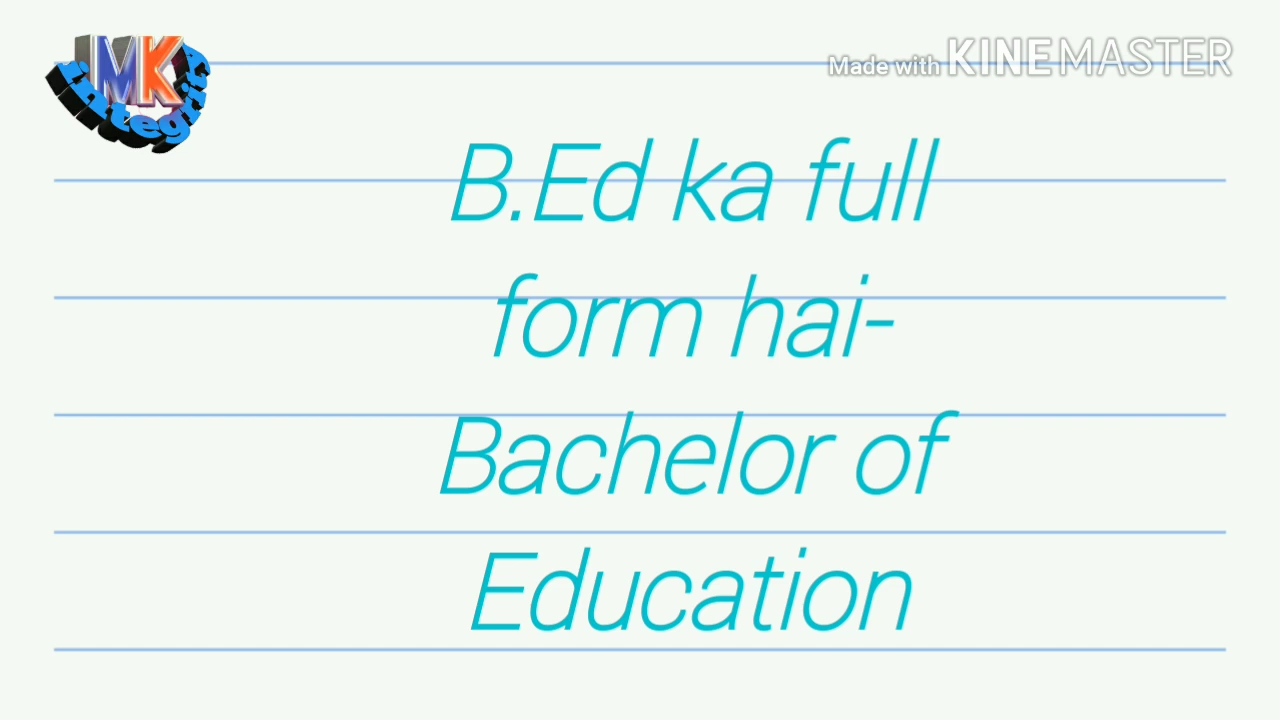 MK
Integrity
Made with KINEMASTER
B.Ed ka full
form hai-
Bachelor of
Education